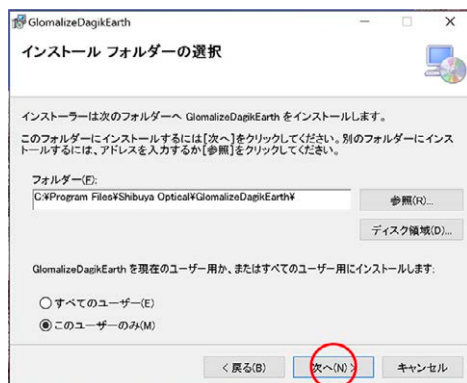 GlomalizeDagikEarth
インストール フォルダーの選択
インストーラーは次のフォルダーへ GlomalizeDagikEarth をインストールします。
このフォルダーにインストールするには[次へ]をクリックしてください。別のフォルダーにインス
トールするには、アドレスを入力するか[参照]をクリックしてください。
フォルダー(F):
C:¥Program Files¥Shibuya Optical¥GlomalizeDagikEarth¥
参照(R)...
ディスク領域(D)...
GlomalizeDagikEarth を現在のユーザー用か、またはすべてのユーザー用にインストールします:
すべてのユーザー(E)
このユーザーのみ(M)
< 戻る(B)
次へ(N) >
キャンセル